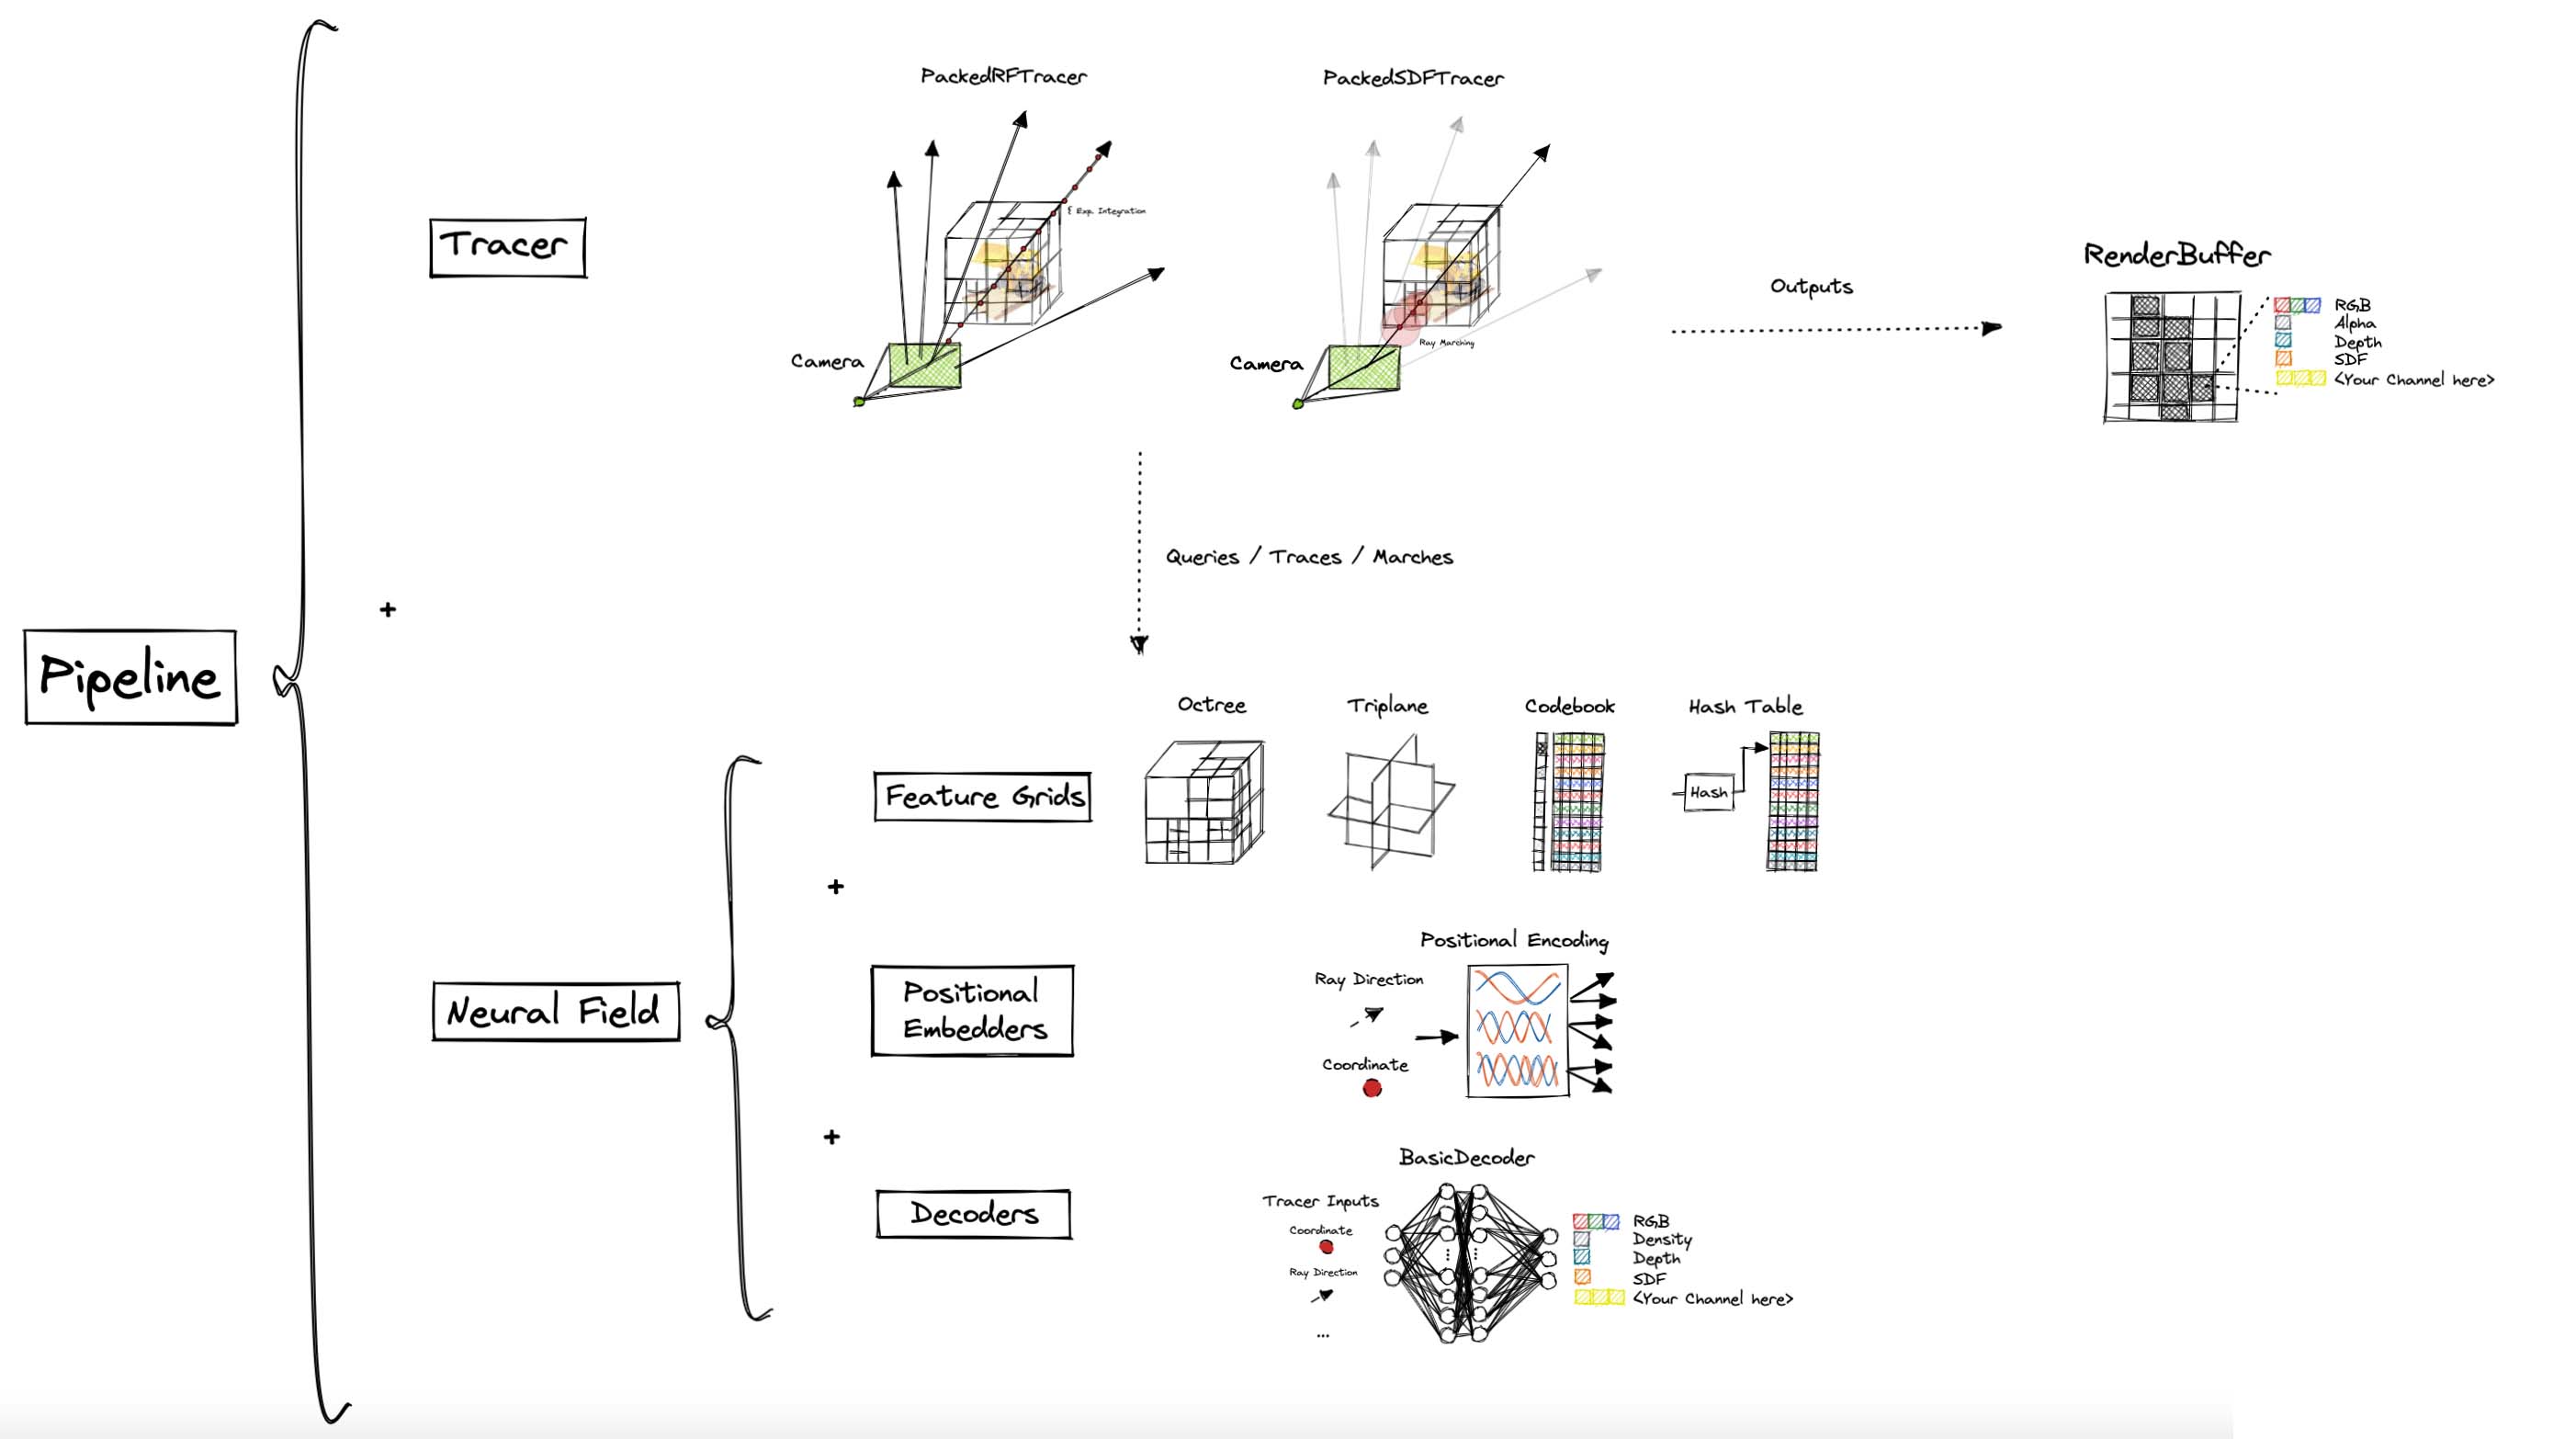 PackedRFTracer
PackedSDFTracer
Exp. Integration
Tracer
RenderBuffer
Outputs
RGB
Alpha
Depth
SDF
<Your Channel here>
Ray Marching
Camera
Camera
Queries / Traces / Marches
+
Pipeline
Octree
Triplane
Codebook
Hash Table
Feature Grids
Hash
+
Positional Encoding
Ray Direction
Positional
Embedders
Neural Field
Coordinate
+
BasicDecoder
Tracer Inputs
Decoders
Coordinate
Ray Direction
...
RGB
Density
Depth
SDF
<Your Channel here>